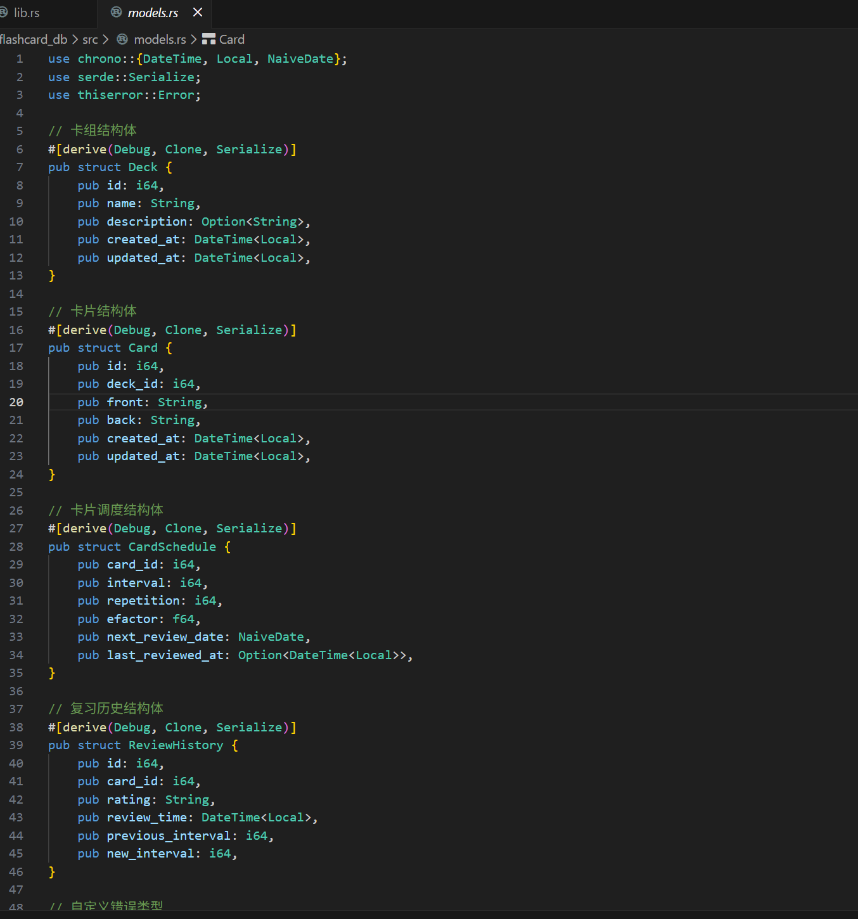 lib.rs
models.rs
flashcard_db > src > models.rs > Card
1 use chrono::{DateTime, Local, NaiveDate};
2 use serde::Serialize;
3 use thiserror::Error;
4
5 // 卡组结构体
6 #[derive(Debug, Clone, Serialize)]
7 pub struct Deck {
8     pub id: i64,
9     pub name: String,
10     pub description: Option<String>,
11     pub created_at: DateTime<Local>,
12     pub updated_at: DateTime<Local>,
13 }
14
15 // 卡片结构体
16 #[derive(Debug, Clone, Serialize)]
17 pub struct Card {
18     pub id: i64,
19     pub deck_id: i64,
20     pub front: String,
21     pub back: String,
22     pub created_at: DateTime<Local>,
23     pub updated_at: DateTime<Local>,
24 }
25
26 // 卡片调度结构体
27 #[derive(Debug, Clone, Serialize)]
28 pub struct CardSchedule {
29     pub card_id: i64,
30     pub interval: i64,
31     pub repetition: i64,
32     pub efactor: f64,
33     pub next_review_date: NaiveDate,
34     pub last_reviewed_at: Option<DateTime<Local>>,
35 }
36
37 // 复习历史结构体
38 #[derive(Debug, Clone, Serialize)]
39 pub struct ReviewHistory {
40     pub id: i64,
41     pub card_id: i64,
42     pub rating: String,
43     pub review_time: DateTime<Local>,
44     pub previous_interval: i64,
45     pub new_interval: i64,
46 }
47
48 // 自定义错误类型